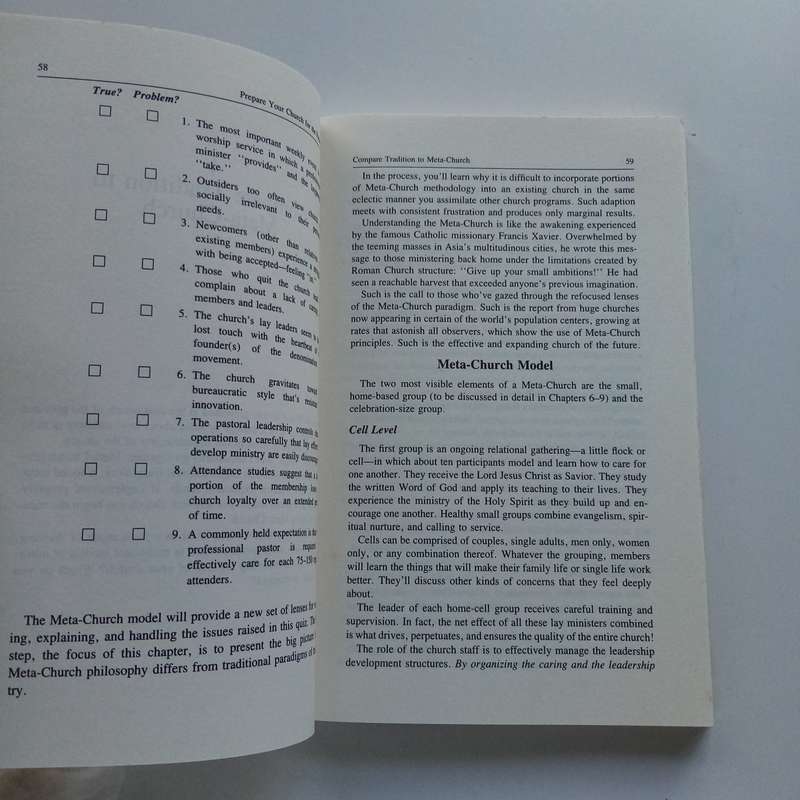 58
Prepare Your Church for the
True? Problem?
1. The most important weekly
worship service in which a
minister "provides" and the
"take."
2. Outsiders too often view
socially irrelevant to their
needs.
3. Newcomers (other than
existing members) experience a
with being accepted—feeling "in."
4. Those who quit the church
complain about a lack of
members and leaders.
5. The church's lay leaders seem
lost touch with the heartbeat
founder(s) of the
movement.
6. The church gravitates
bureaucratic style that's
innovation.
7. The pastoral leadership controls
operations so carefully that lay
develop ministry are easily
8. Attendance studies suggest that a
portion of the membership
church loyalty over an extended
of time.
9. A commonly held expectation is
professional pastor is
effectively care for each 75–150
attenders.
The Meta-Church model will provide a new set of lenses for
ing, explaining, and handling the issues raised in this quiz.
step, the focus of this chapter, is to present the big picture
Meta-Church philosophy differs from traditional paradigms of
try.
Compare Tradition to Meta-Church 59
In the process, you'll learn why it is difficult to incorporate portions
of Meta-Church methodology into an existing church in the same
eclectic manner you assimilate other church programs. Such adaption
meets with consistent frustration and produces only marginal results.
Understanding the Meta-Church is like the awakening experienced
by the famous Catholic missionary Francis Xavier. Overwhelmed by
the teeming masses in Asia's multitudinous cities, he wrote this mes-
sage to those ministering back home under the limitations created by
Roman Church structure: "Give up your small ambitions!" He had
seen a reachable harvest that exceeded anyone's previous imagination.
Such is the call to those who've gazed through the refocused lenses
of the Meta-Church paradigm. Such is the report from huge churches
now appearing in certain of the world's population centers, growing at
rates that astonish all observers, which show the use of Meta-Church
principles. Such is the effective and expanding church of the future.
Meta-Church Model
The two most visible elements of a Meta-Church are the small,
home-based group (to be discussed in detail in Chapters 6–9) and the
celebration-size group.
Cell Level
The first group is an ongoing relational gathering—a little flock or
cell—in which about ten participants model and learn how to care for
one another. They receive the Lord Jesus Christ as Savior. They study
the written Word of God and apply its teaching to their lives. They
experience the ministry of the Holy Spirit as they build up and en-
courage one another. Healthy small groups combine evangelism, spir-
itual nurture, and calling to service.
Cells can be comprised of couples, single adults, men only, women
only, or any combination thereof. Whatever the grouping, members
will learn the things that will make their family life or single life work
better. They'll discuss other kinds of concerns that they feel deeply
about.
The leader of each home-cell group receives careful training and
supervision. In fact, the net effect of all these lay ministers combined
is what drives, perpetuates, and ensures the quality of the entire church!
The role of the church staff is to effectively manage the leadership
development structures. By organizing the caring and the leadership